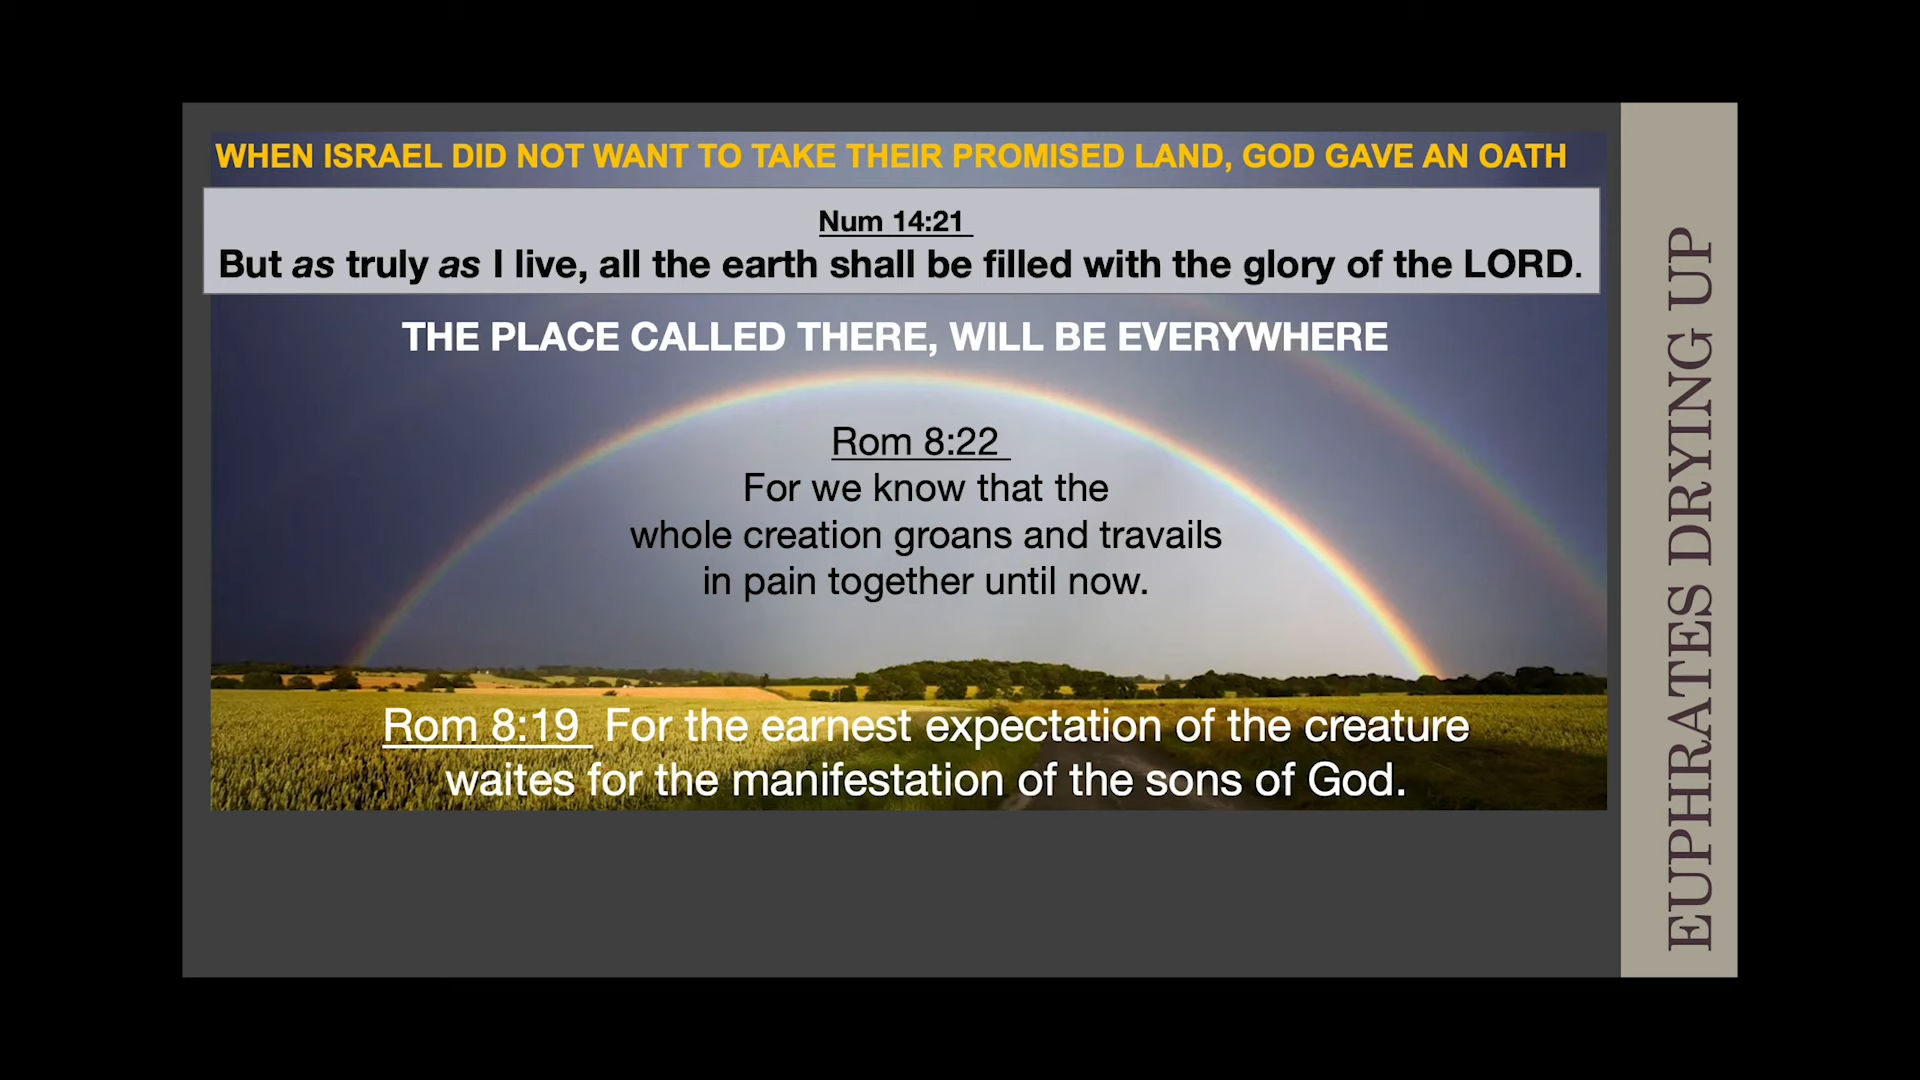 WHEN ISRAEL DID NOT WANT TO TAKE THEIR PROMISED LAND, GOD GAVE AN OATH
Num 14:21
But as truly as I live, all the earth shall be filled with the glory of the LORD.
THE PLACE CALLED THERE, WILL BE EVERYWHERE
Rom 8:22
For we know that the
whole creation groans and travails
in pain together until now.
Rom 8:19 For the earnest expectation of the creature
waites for the manifestation of the sons of God.
EUPHRATES DRYING UP